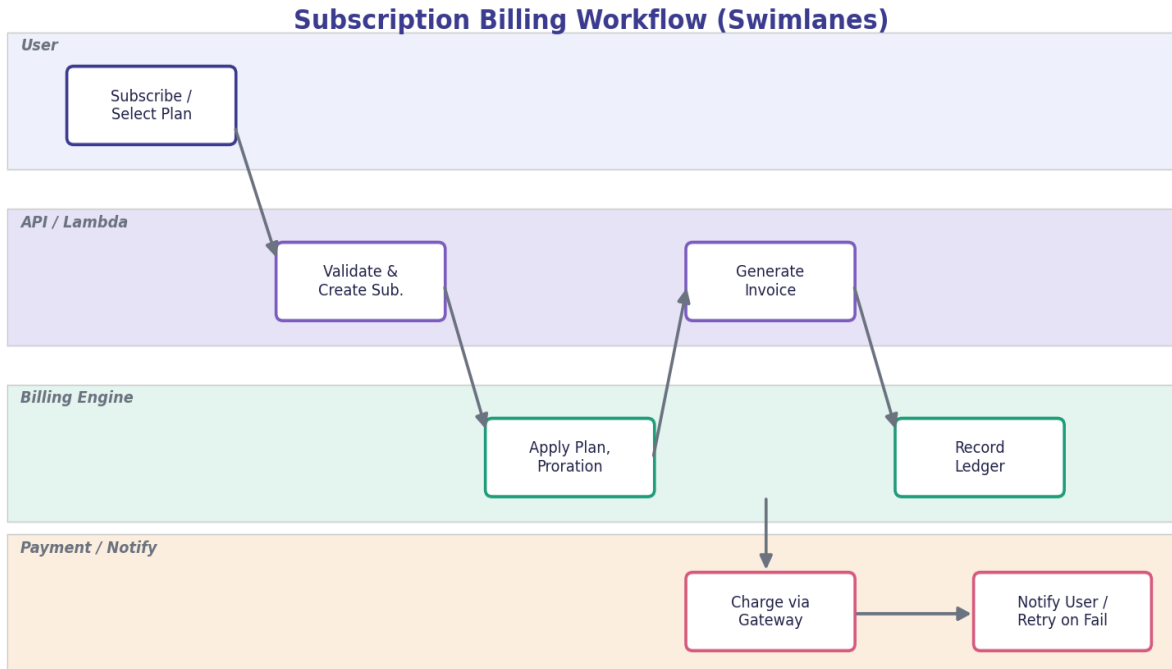 Subscription Billing Workflow (Swimlanes)
User
Subscribe /
Select Plan
API / Lambda
Validate &
Create Sub.
Generate
Invoice
Billing Engine
Apply Plan,
Proration
Record
Ledger
Payment / Notify
Charge via
Gateway
Notify User /
Retry on Fail